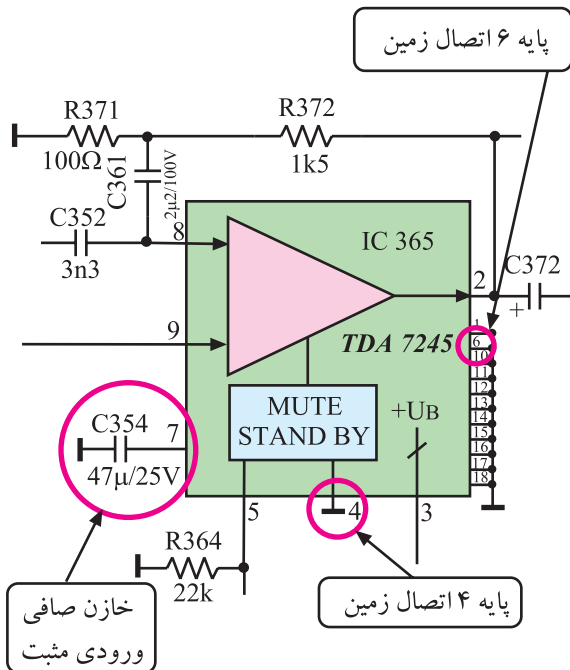 پایه ۶ اتصال زمین
R371
100Ω
R372
1k5
C361
2µ2/100V
C352
3n3
8
IC 365
2
C372
+
1
6
10
11
12
13
14
15
16
17
18
9
TDA 7245
MUTE
STAND BY
+UB
C354
7
47µ/25V
5
4
3
R364
22k
خازن صافی
ورودی مثبت
پایه ۴ اتصال زمین